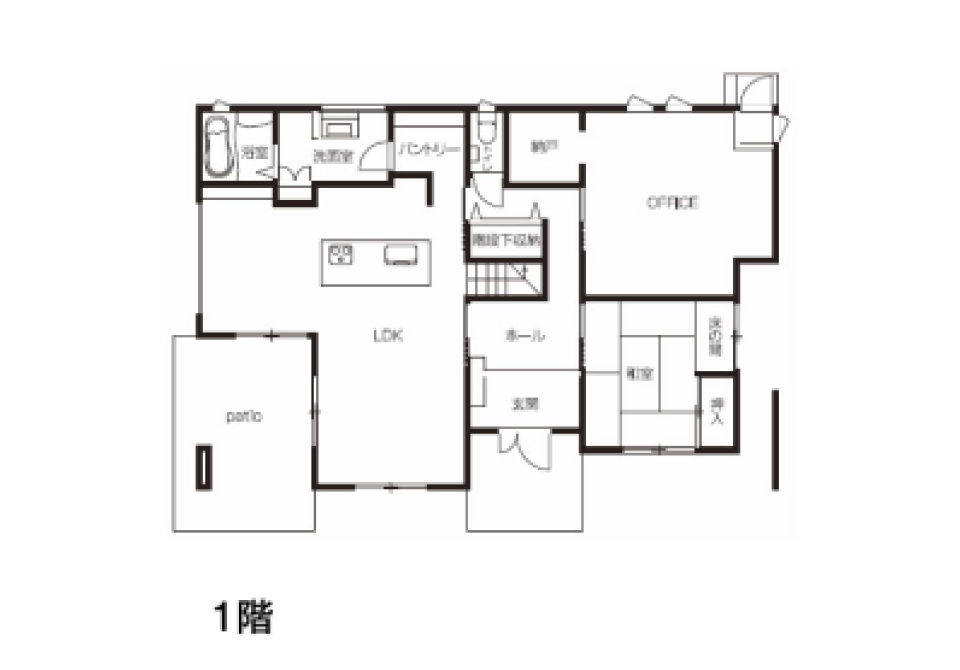 浴室
洗面室
パントリー
トイレ
納戸
OFFICE
階段下収納
LDK
ホール
床の間
和室
押入
玄関
patio
1階